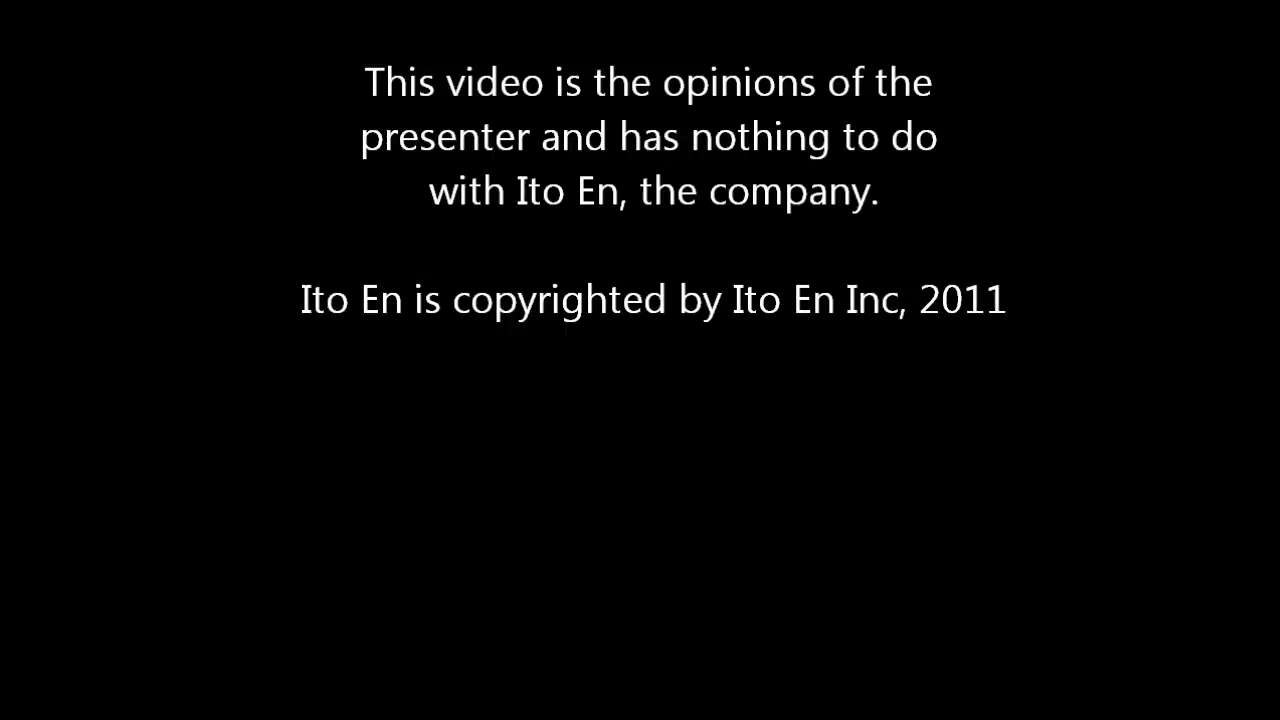 This video is the opinions of the
presenter and has nothing to do
with Ito En, the company.
Ito En is copyrighted by Ito En Inc, 2011